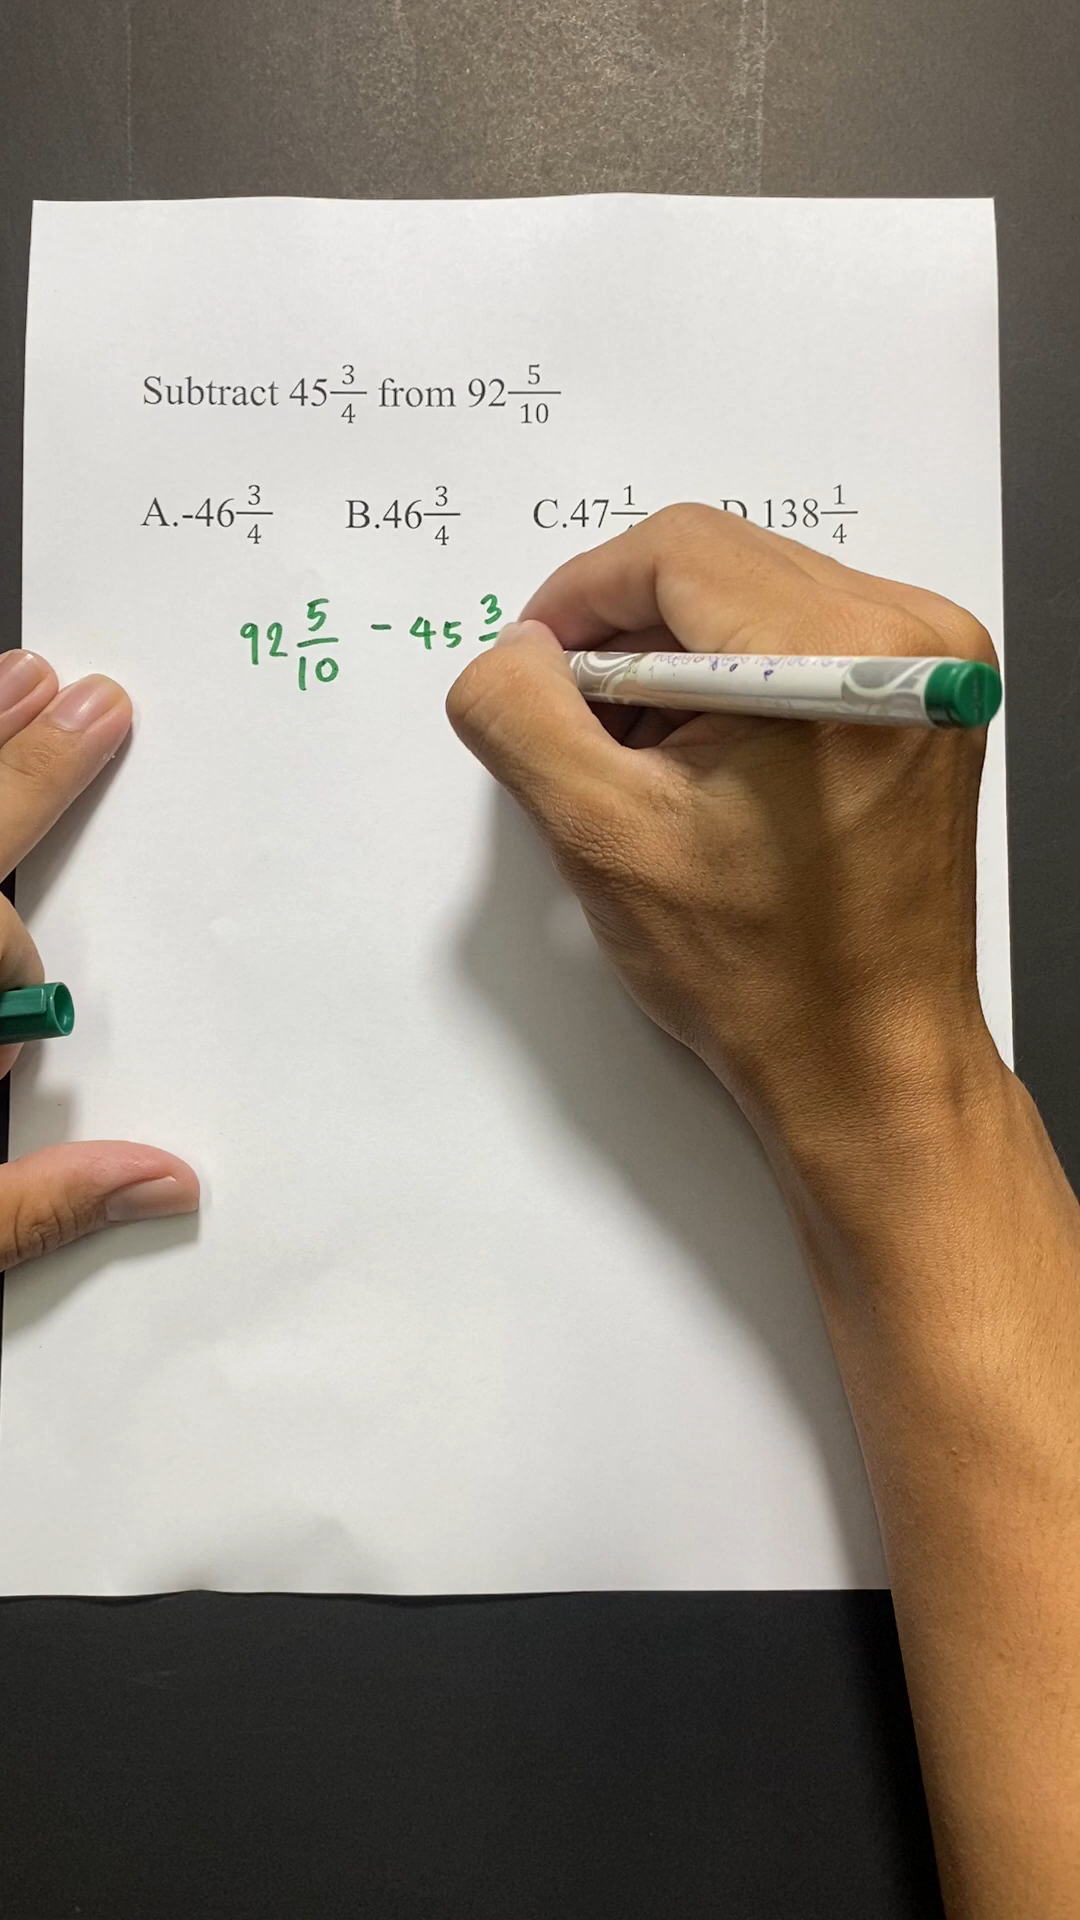 Subtract 45 3/4 from 92 5/10
A.-46 3/4 B.46 3/4 C.47 1/ D.138 1/4
92 5/10 - 45 3/